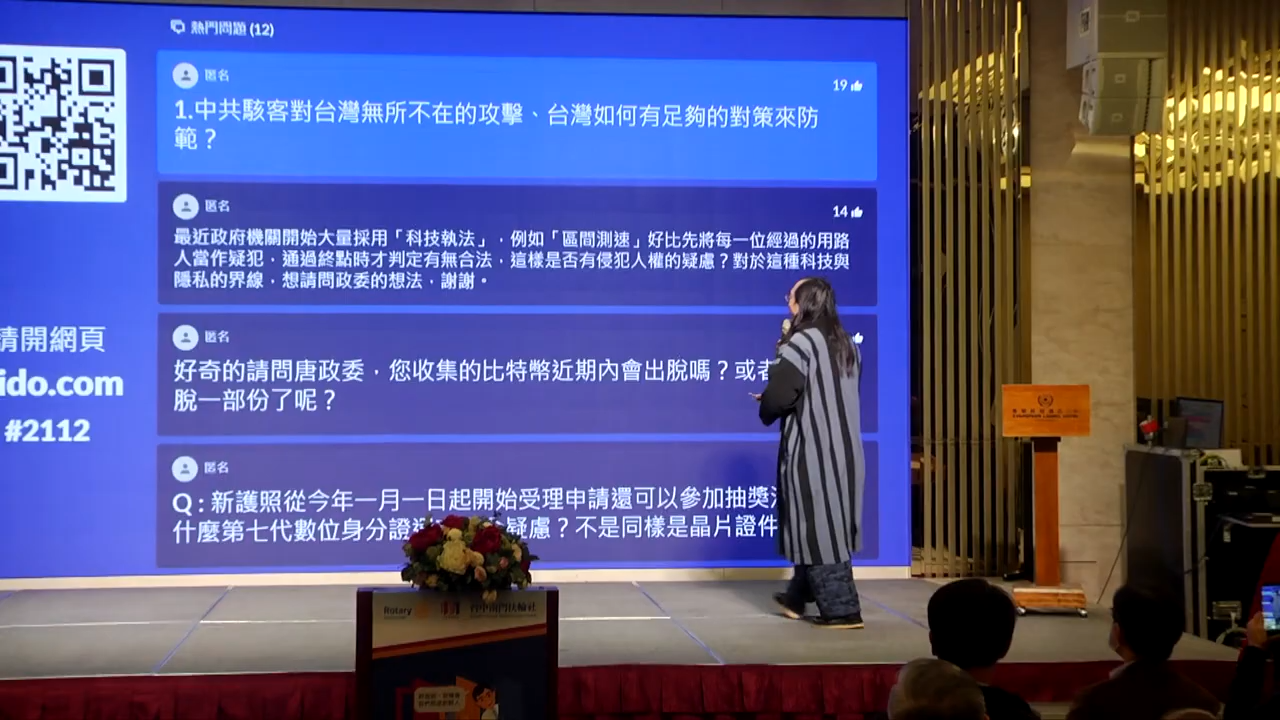 熱門問題 (12)
匿名
19
1.中共駭客對台灣無所不在的攻擊、台灣如何有足夠的對策來防
範？
匿名
14
最近政府機關開始大量採用「科技執法」，例如「區間測速」好比先將每一位經過的用路
人當作疑犯，通過終點時才判定有無合法，這樣是否有侵犯人權的疑慮？對於這種科技與
隱私的界線，想請問政委的想法，謝謝。
匿名
好奇的請問唐政委，您收集的比特幣近期內會出脫嗎？或者
脫一部份了呢？
匿名
Q : 新護照從今年一月一日起開始受理申請還可以參加抽獎
什麼第七代數位身分證 疑慮？不是同樣是晶片證件
請開網頁
ido.com
#2112
Rotary
台中南門扶輪社